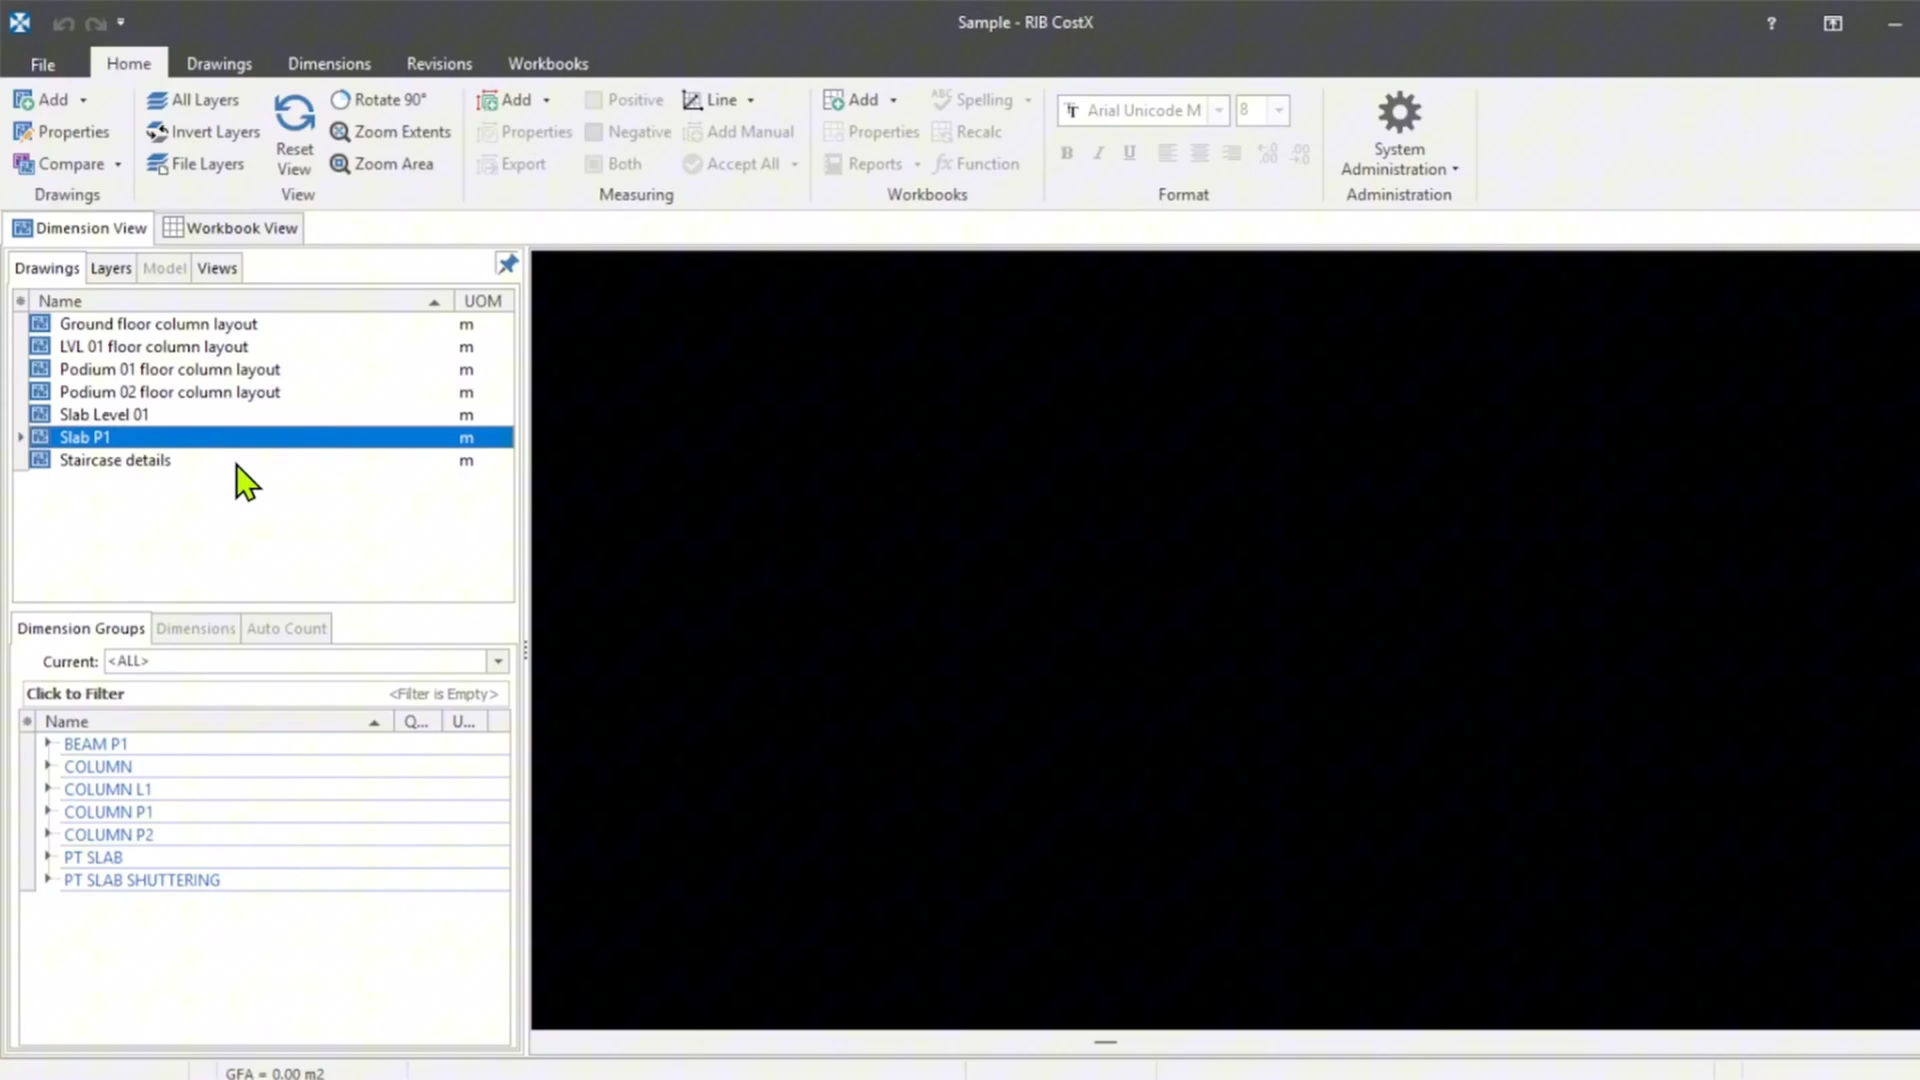 Sample - RIB CostX
?
File Home Drawings Dimensions Revisions Workbooks
Add All Layers Rotate 90° Add Positive Line Add Spelling Arial Unicode M 8
Properties Invert Layers Zoom Extents Properties Negative Add Manual Properties Recalc
Compare File Layers Reset View Zoom Area Export Both Accept All Reports fx Function B I U System Administration
Drawings View Measuring Workbooks Format Administration
Dimension View Workbook View
Drawings Layers Model Views
Name UOM
Ground floor column layout m
LVL 01 floor column layout m
Podium 01 floor column layout m
Podium 02 floor column layout m
Slab Level 01 m
Slab P1 m
Staircase details m
Dimension Groups Dimensions Auto Count
Current: <ALL>
Click to Filter <Filter is Empty>
Name Q... U...
BEAM P1
COLUMN
COLUMN L1
COLUMN P1
COLUMN P2
PT SLAB
PT SLAB SHUTTERING
GFA = 0.00 m2